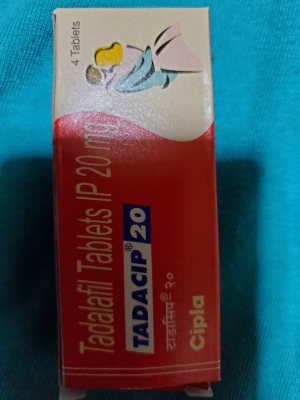 4 Tablets
Tadalafil Tablets IP 20 mg
TADACIP® 20
टाडासिप® २०
Cipla